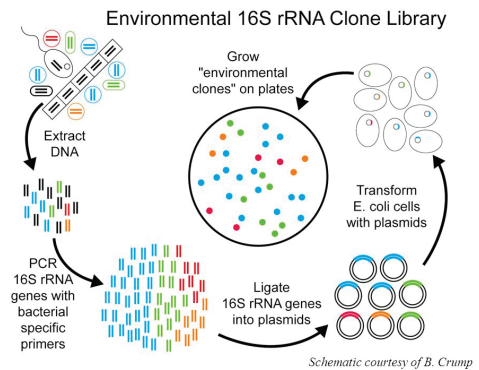 Environmental 16S rRNA Clone Library
Extract
DNA
PCR
16S rRNA
genes with
bacterial
specific
primers
Ligate
16S rRNA genes
into plasmids
Transform
E. coli cells
with plasmids
Grow
"environmental
clones" on plates
Schematic courtesy of B. Crump